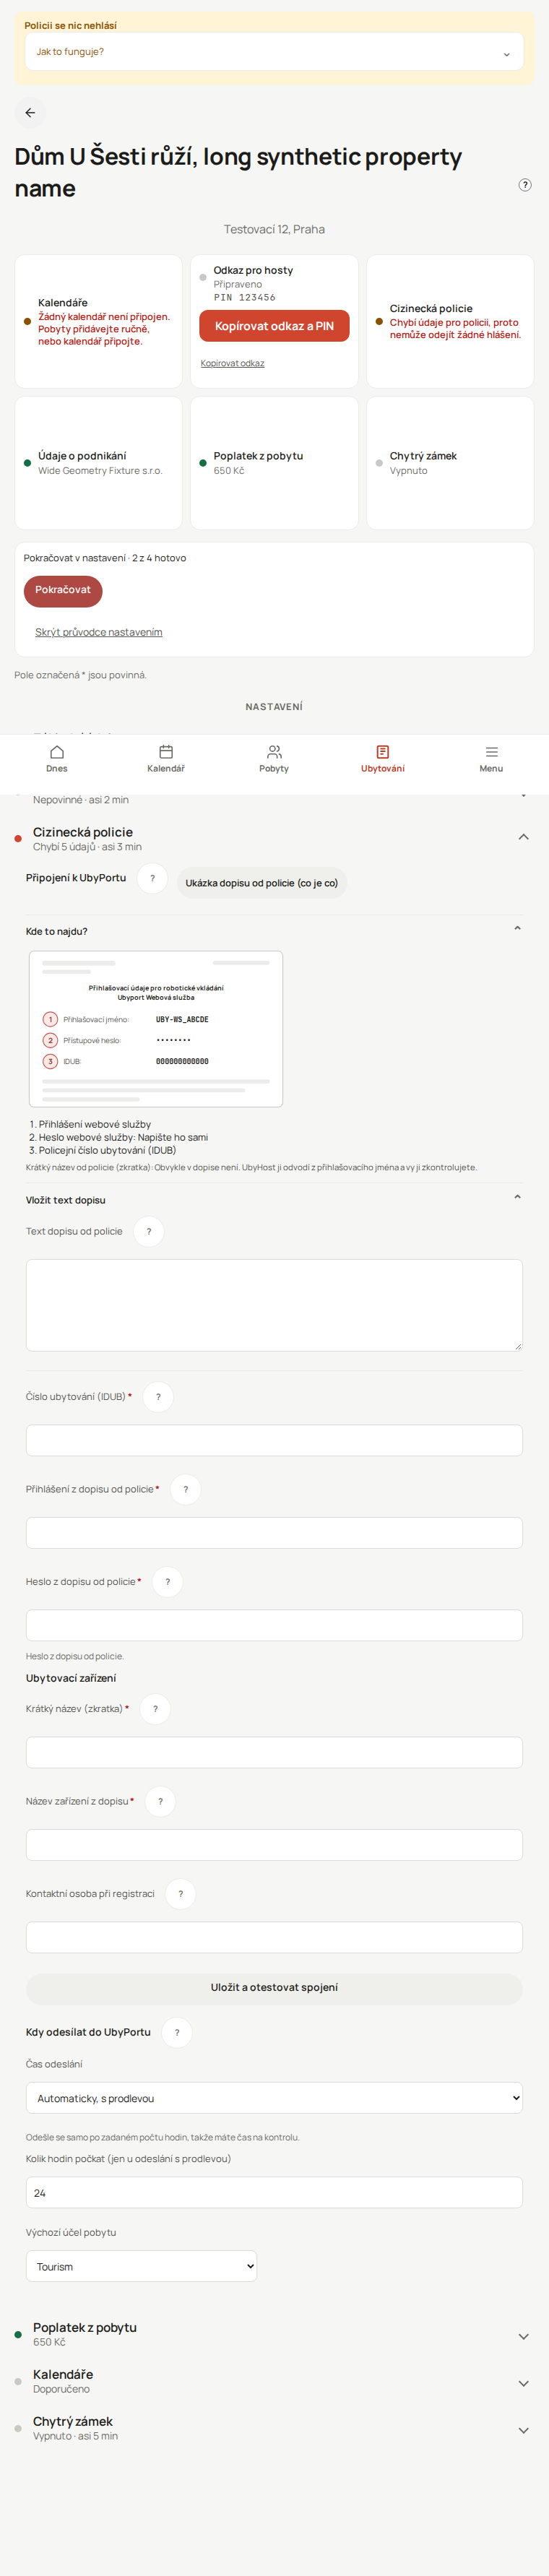 Policii se nic nehlásí
Jak to funguje?
Dům U Šesti růží, long synthetic property
name
?
Testovací 12, Praha
Kalendáře
Žádný kalendář není připojen.
Pobyty přidávejte ručně,
nebo kalendář připojte.
Odkaz pro hosty
Připraveno
PIN 123456
Kopírovat odkaz a PIN
Kopírovat odkaz
Cizinecká policie
Chybí údaje pro policii, proto
nemůže odejít žádné hlášení.
Údaje o podnikání
Wide Geometry Fixture s.r.o.
Poplatek z pobytu
650 Kč
Chytrý zámek
Vypnuto
Pokračovat v nastavení · 2 z 4 hotovo
Pokračovat
Skrýt průvodce nastavením
Pole označená * jsou povinná.
NASTAVENÍ
Dnes
Kalendář
Pobyty
Ubytování
Menu
Nepovinné · asi 2 min
Cizinecká policie
Chybí 5 údajů · asi 3 min
Připojení k UbyPortu
?
Ukázka dopisu od policie (co je co)
Kde to najdu?
Přihlašovací údaje pro robotické vkládání
Ubyport Webová služba
1 Přihlašovací jméno: UBY-WS_ABCDE
2 Přístupové heslo: ••••••••
3 IDUB: 000000000000
1. Přihlášení webové služby
2. Heslo webové služby: Napište ho sami
3. Policejní číslo ubytování (IDUB)
Krátký název od policie (zkratka): Obvykle v dopise není. UbyHost ji odvodí z přihlašovacího jména a vy ji zkontrolujete.
Vložit text dopisu
Text dopisu od policie
?
Číslo ubytování (IDUB) *
?
Přihlášení z dopisu od policie *
?
Heslo z dopisu od policie *
?
Heslo z dopisu od policie.
Ubytovací zařízení
Krátký název (zkratka) *
?
Název zařízení z dopisu *
?
Kontaktní osoba při registraci
?
Uložit a otestovat spojení
Kdy odesílat do UbyPortu
?
Čas odeslání
Automaticky, s prodlevou
Odešle se samo po zadaném počtu hodin, takže máte čas na kontrolu.
Kolik hodin počkat (jen u odeslání s prodlevou)
24
Výchozí účel pobytu
Tourism
Poplatek z pobytu
650 Kč
Kalendáře
Doporučeno
Chytrý zámek
Vypnuto · asi 5 min